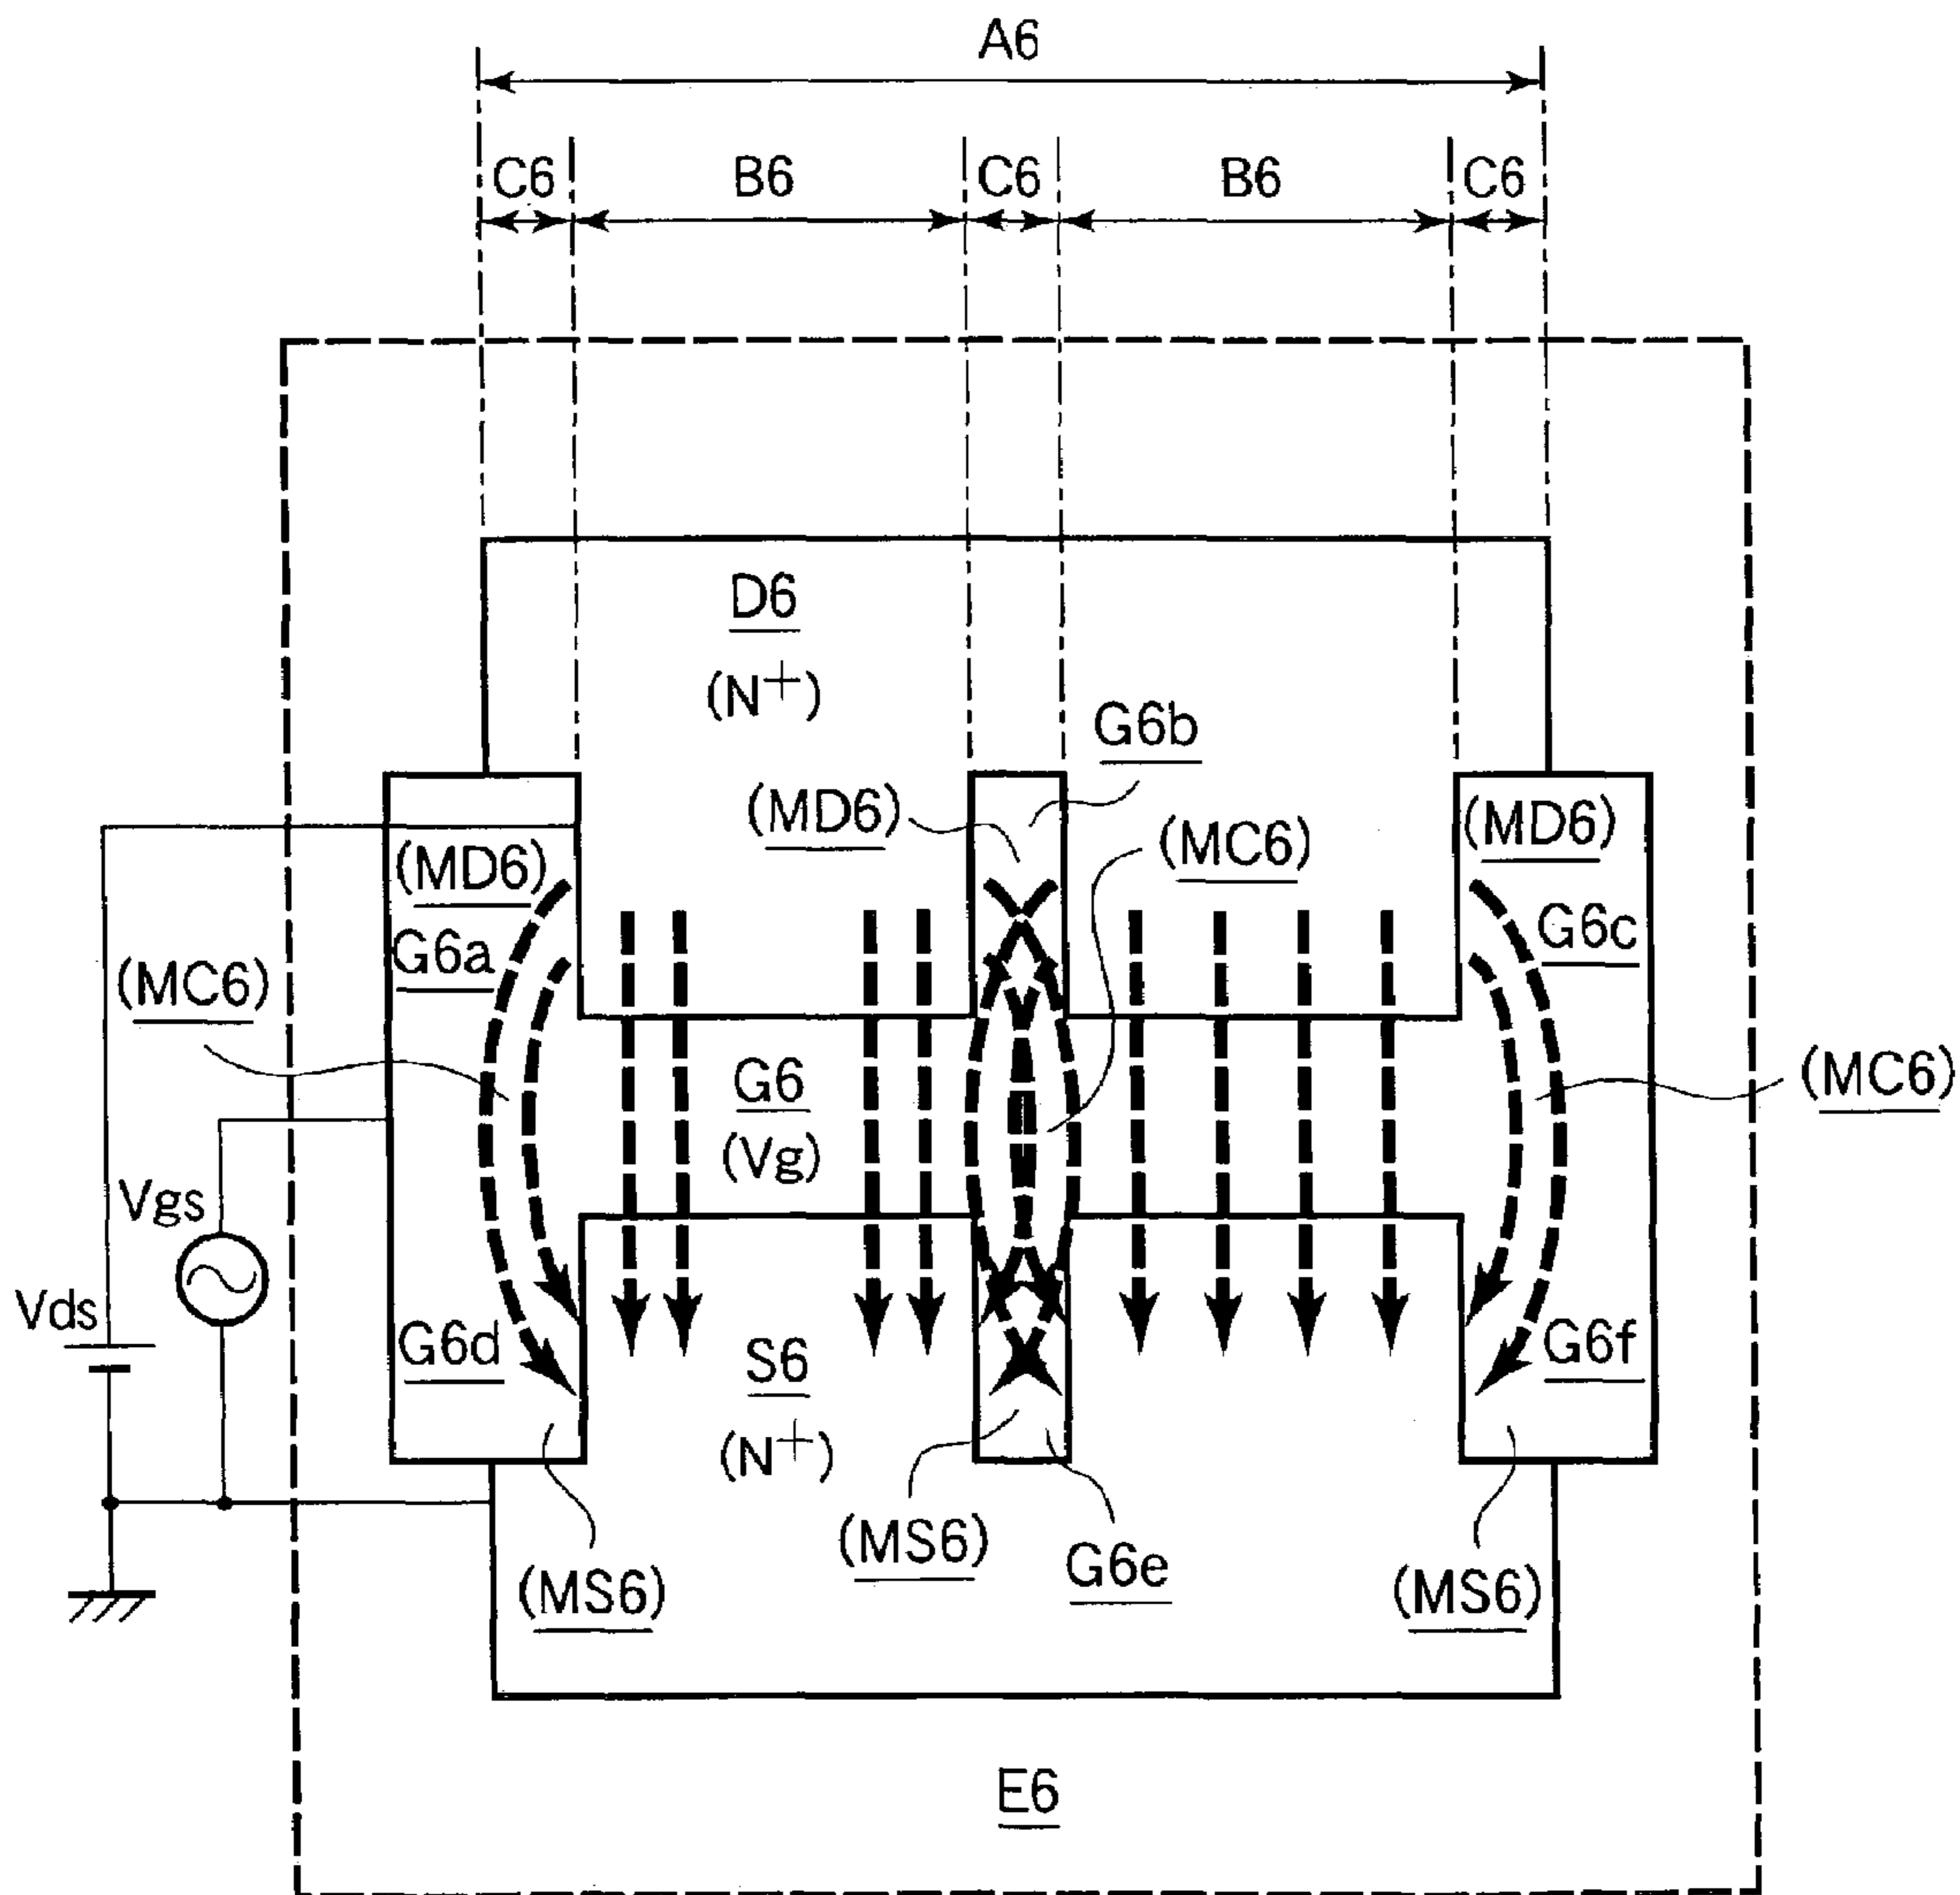 A6
C6 B6 C6 B6 C6
D6
(N+)
G6b
(MD6)
(MD6)
(MC6)
(MD6)
G6a
G6c
(MC6)
(MC6)
G6
(Vg)
Vgs
Vds
G6d
S6
G6f
(N+)
(MS6)
G6e
(MS6)
(MS6)
E6